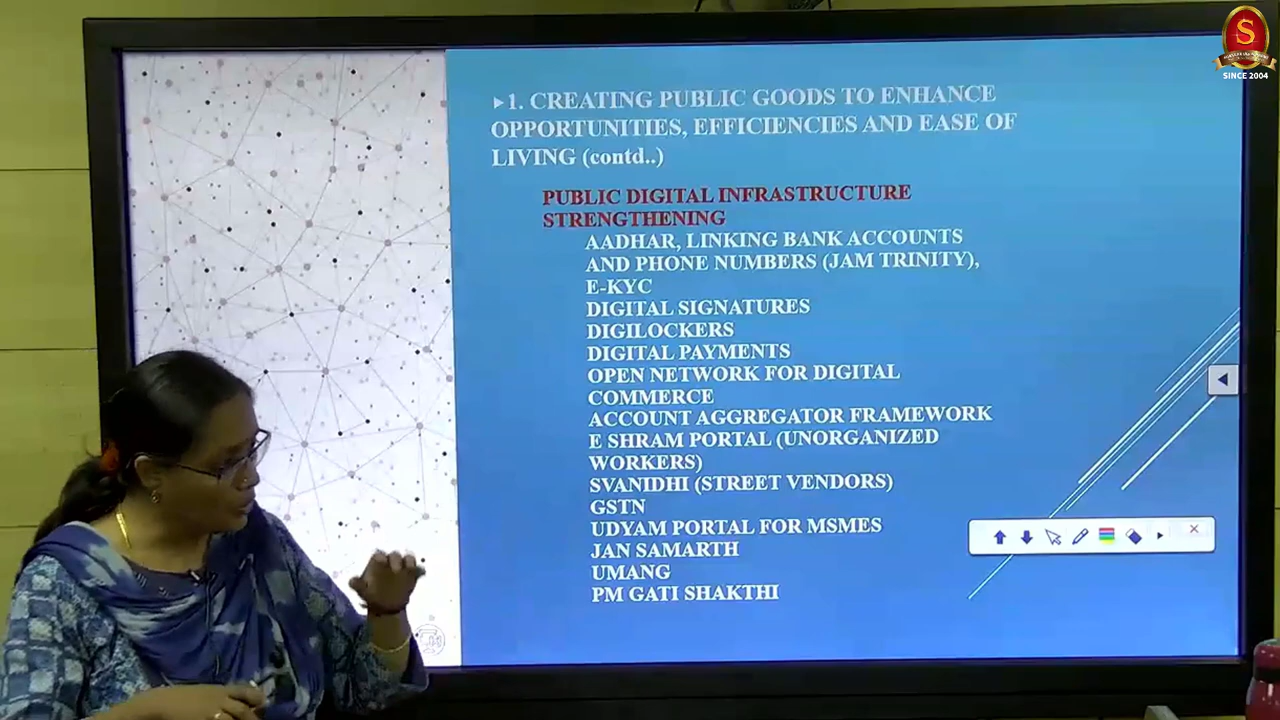 S
SINCE 2004
▸1. CREATING PUBLIC GOODS TO ENHANCE
OPPORTUNITIES, EFFICIENCIES AND EASE OF
LIVING (contd..)
PUBLIC DIGITAL INFRASTRUCTURE
STRENGTHENING
AADHAR, LINKING BANK ACCOUNTS
AND PHONE NUMBERS (JAM TRINITY),
E-KYC
DIGITAL SIGNATURES
DIGILOCKERS
DIGITAL PAYMENTS
OPEN NETWORK FOR DIGITAL
COMMERCE
ACCOUNT AGGREGATOR FRAMEWORK
E SHRAM PORTAL (UNORGANIZED
WORKERS)
SVANIDHI (STREET VENDORS)
GSTN
UDYAM PORTAL FOR MSMES
JAN SAMARTH
UMANG
PM GATI SHAKTHI